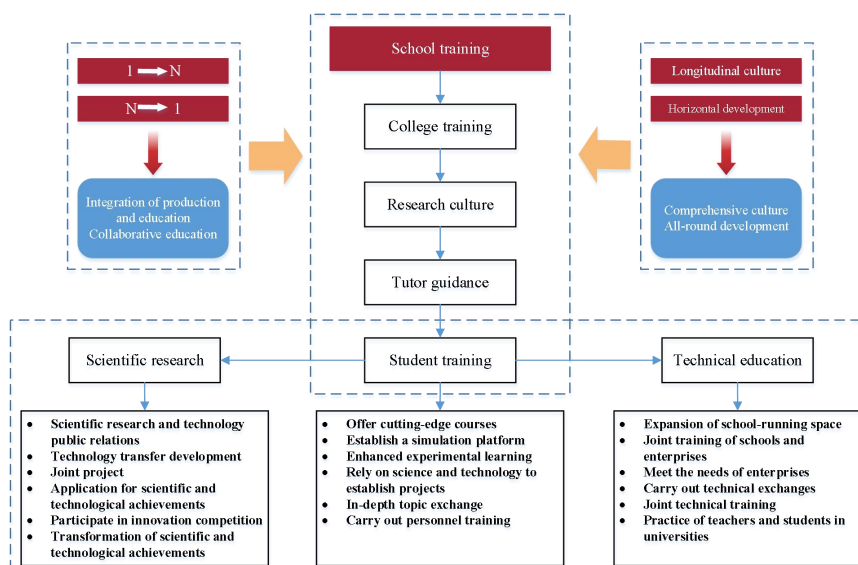 School training
1 → N
N → 1
Integration of production
and education
Collaborative education
Longitudinal culture
Horizontal development
Comprehensive culture
All-round development
College training
Research culture
Tutor guidance
Scientific research
Student training
Technical education
• Scientific research and technology
public relations
• Technology transfer development
• Joint project
• Application for scientific and
technological achievements
• Participate in innovation competition
• Transformation of scientific and
technological achievements
• Offer cutting-edge courses
• Establish a simulation platform
• Enhanced experimental learning
• Rely on science and technology to
establish projects
• In-depth topic exchange
• Carry out personnel training
• Expansion of school-running space
• Joint training of schools and
enterprises
• Meet the needs of enterprises
• Carry out technical exchanges
• Joint technical training
• Practice of teachers and students in
universities